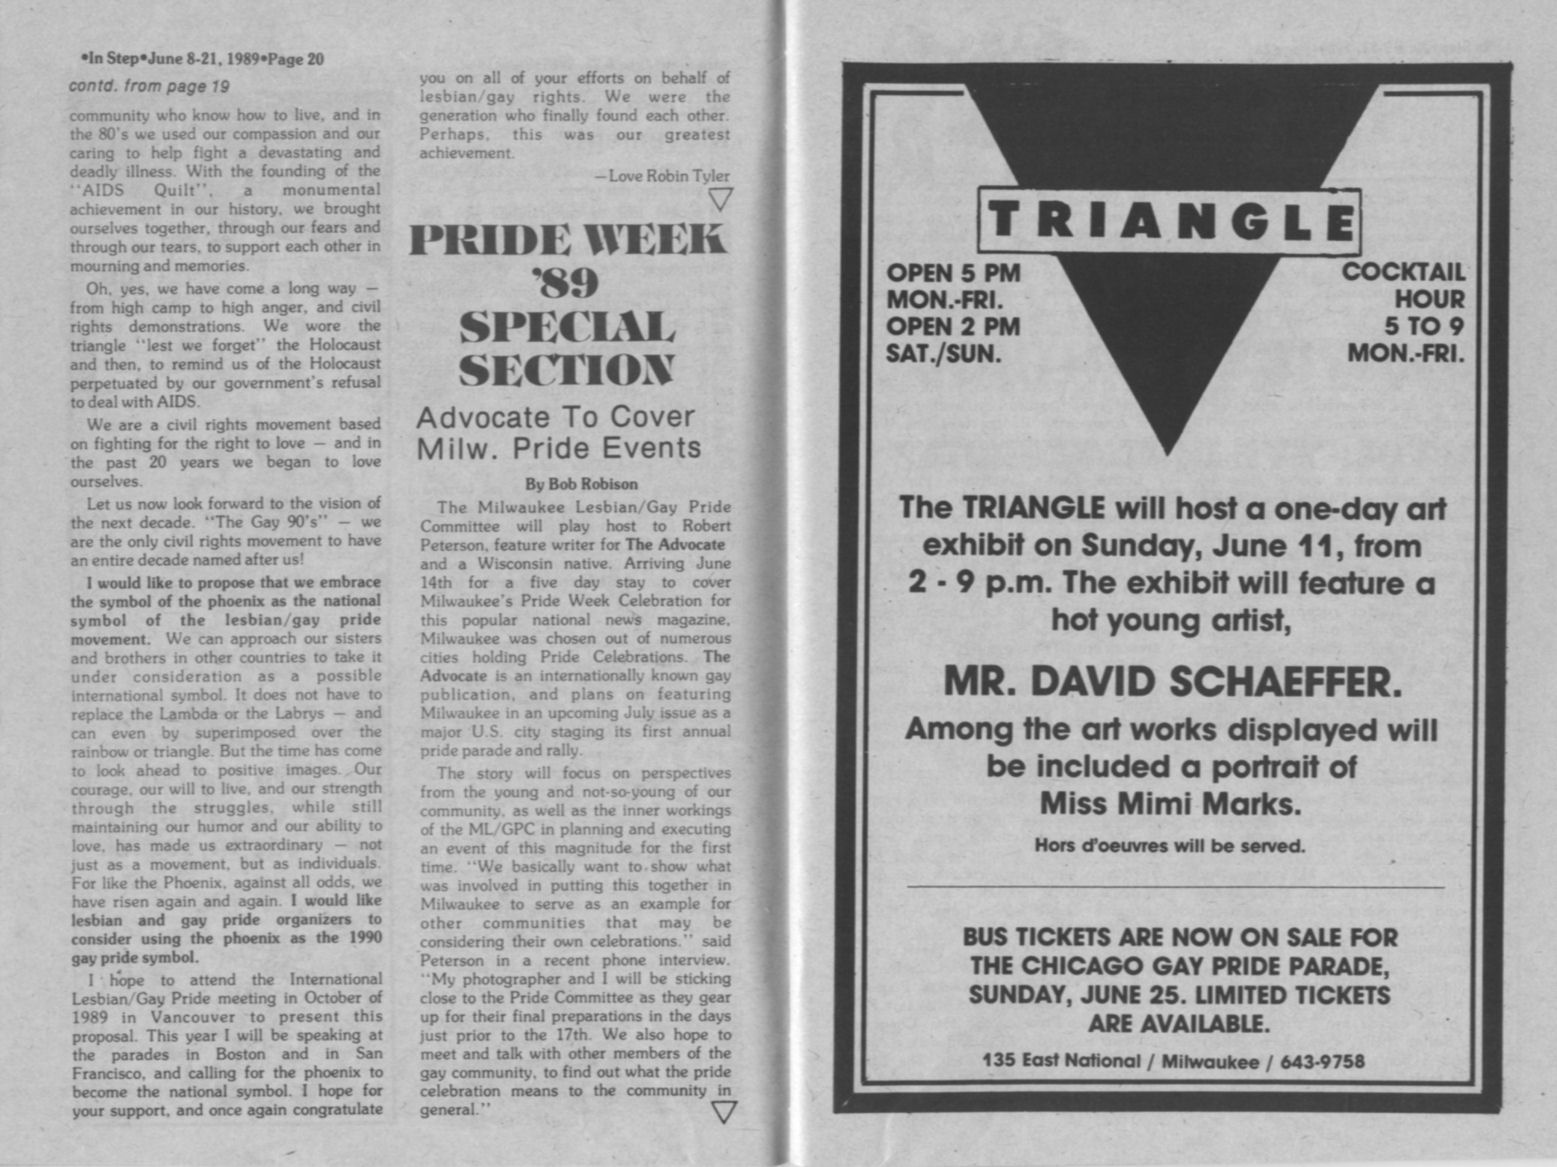 •In Step•June 8-21, 1989•Page 20
contd. from page 19
community who know how to live, and in
the 80's we used our compassion and our
caring to help fight a devastating and
deadly illness. With the founding of the
"AIDS Quilt", a monumental
achievement in our history, we brought
ourselves together, through our fears and
through our tears, to support each other in
mourning and memories.
Oh, yes, we have come a long way —
from high camp to high anger, and civil
rights demonstrations. We wore the
triangle "lest we forget" the Holocaust
and then, to remind us of the Holocaust
perpetuated by our government's refusal
to deal with AIDS.
We are a civil rights movement based
on fighting for the right to love — and in
the past 20 years we began to love
ourselves.
Let us now look forward to the vision of
the next decade. "The Gay 90's" — we
are the only civil rights movement to have
an entire decade named after us!
I would like to propose that we embrace
the symbol of the phoenix as the national
symbol of the lesbian/gay pride
movement. We can approach our sisters
and brothers in other countries to take it
under consideration as a possible
international symbol. It does not have to
replace the Lambda or the Labrys — and
can even by superimposed over the
rainbow or triangle. But the time has come
to look ahead to positive images. Our
courage, our will to live, and our strength
through the struggles, while still
maintaining our humor and our ability to
love, has made us extraordinary — not
just as a movement, but as individuals.
For like the Phoenix, against all odds, we
have risen again and again. I would like
lesbian and gay pride organizers to
consider using the phoenix as the 1990
gay pride symbol.
I hope to attend the International
Lesbian/Gay Pride meeting in October of
1989 in Vancouver to present this
proposal. This year I will be speaking at
the parades in Boston and in San
Francisco, and calling for the phoenix to
become the national symbol. I hope for
your support, and once again congratulate
you on all of your efforts on behalf of
lesbian/gay rights. We were the
generation who finally found each other.
Perhaps, this was our greatest
achievement.
—Love Robin Tyler
PRIDE WEEK
'89
SPECIAL
SECTION
Advocate To Cover
Milw. Pride Events
By Bob Robison
The Milwaukee Lesbian/Gay Pride
Committee will play host to Robert
Peterson, feature writer for The Advocate
and a Wisconsin native. Arriving June
14th for a five day stay to cover
Milwaukee's Pride Week Celebration for
this popular national news magazine,
Milwaukee was chosen out of numerous
cities holding Pride Celebrations. The
Advocate is an internationally known gay
publication, and plans on featuring
Milwaukee in an upcoming July issue as a
major U.S. city staging its first annual
pride parade and rally.
The story will focus on perspectives
from the young and not-so-young of our
community, as well as the inner workings
of the ML/GPC in planning and executing
an event of this magnitude for the first
time. "We basically want to show what
was involved in putting this together in
Milwaukee to serve as an example for
other communities that may be
considering their own celebrations." said
Peterson in a recent phone interview.
"My photographer and I will be sticking
close to the Pride Committee as they gear
up for their final preparations in the days
just prior to the 17th. We also hope to
meet and talk with other members of the
gay community, to find out what the pride
celebration means to the community in
general."
TRIANGLE
OPEN 5 PM
MON.-FRI.
OPEN 2 PM
SAT./SUN.
COCKTAIL
HOUR
5 TO 9
MON.-FRI.
The TRIANGLE will host a one-day art
exhibit on Sunday, June 11, from
2 - 9 p.m. The exhibit will feature a
hot young artist,
MR. DAVID SCHAEFFER.
Among the art works displayed will
be included a portrait of
Miss Mimi Marks.
Hors d'oeuvres will be served.
BUS TICKETS ARE NOW ON SALE FOR
THE CHICAGO GAY PRIDE PARADE,
SUNDAY, JUNE 25. LIMITED TICKETS
ARE AVAILABLE.
135 East National / Milwaukee / 643-9758